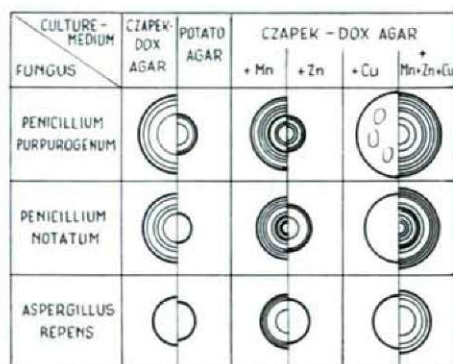 CULTURE-
MEDIUM
FUNGUS
CZAPEK-
DOX
AGAR
POTATO
AGAR
CZAPEK - DOX AGAR
+ Mn
+ Zn
+ Cu
+
Mn+Zn+Cu
PENICILLIUM
PURPUROGENUM
PENICILLIUM
NOTATUM
ASPERGILLUS
REPENS